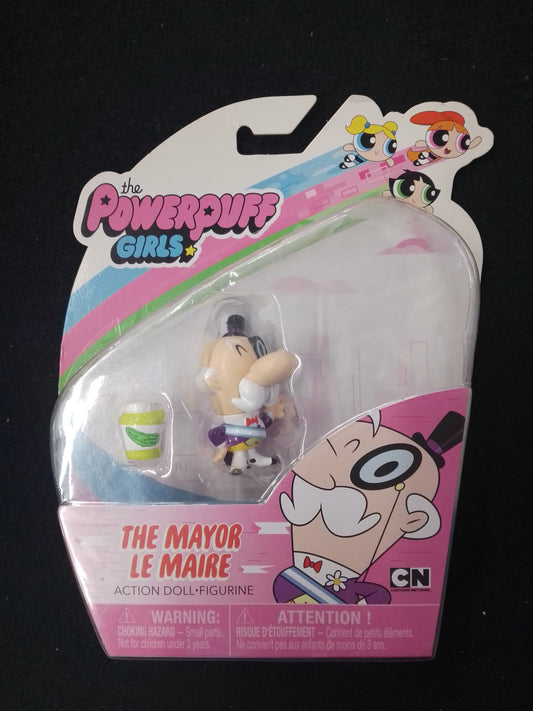 the
POWERPUFF
GIRLS
THE MAYOR
LE MAIRE
ACTION DOLL•FIGURINE
CN
CARTOON NETWORK
WARNING:
CHOKING HAZARD – Small parts.
Not for children under 3 years.
ATTENTION !
RISQUE D'ÉTOUFFEMENT – Contient de petits éléments.
Ne convient pas aux enfants de moins de 3 ans.